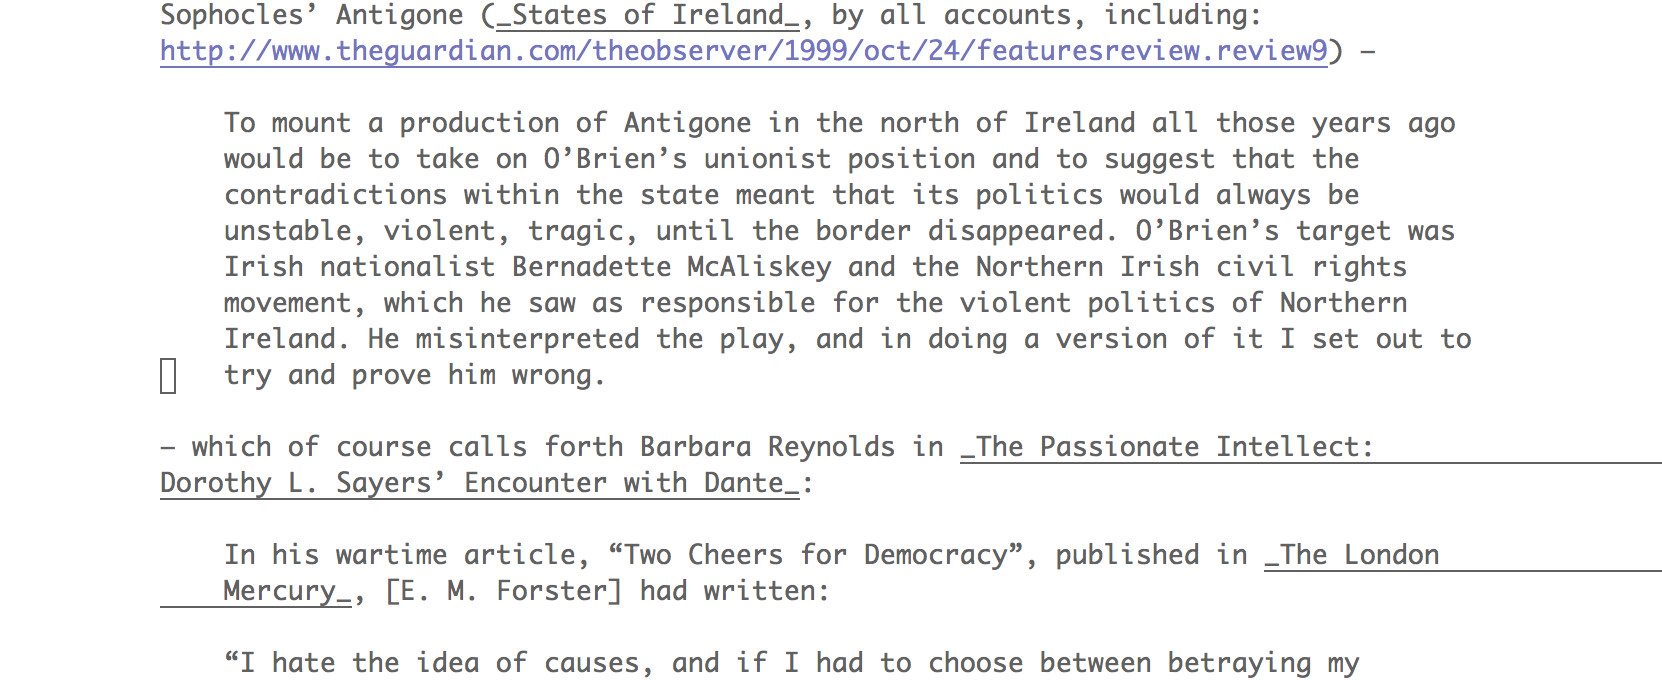 Sophocles’ Antigone (_States of Ireland_, by all accounts, including:
http://www.theguardian.com/theobserver/1999/oct/24/featuresreview.review9) —
To mount a production of Antigone in the north of Ireland all those years ago
would be to take on O’Brien’s unionist position and to suggest that the
contradictions within the state meant that its politics would always be
unstable, violent, tragic, until the border disappeared. O’Brien’s target was
Irish nationalist Bernadette McAliskey and the Northern Irish civil rights
movement, which he saw as responsible for the violent politics of Northern
Ireland. He misinterpreted the play, and in doing a version of it I set out to
try and prove him wrong.
— which of course calls forth Barbara Reynolds in _The Passionate Intellect:
Dorothy L. Sayers’ Encounter with Dante_:
In his wartime article, “Two Cheers for Democracy”, published in _The London
Mercury_, [E. M. Forster] had written:
“I hate the idea of causes, and if I had to choose between betraying my